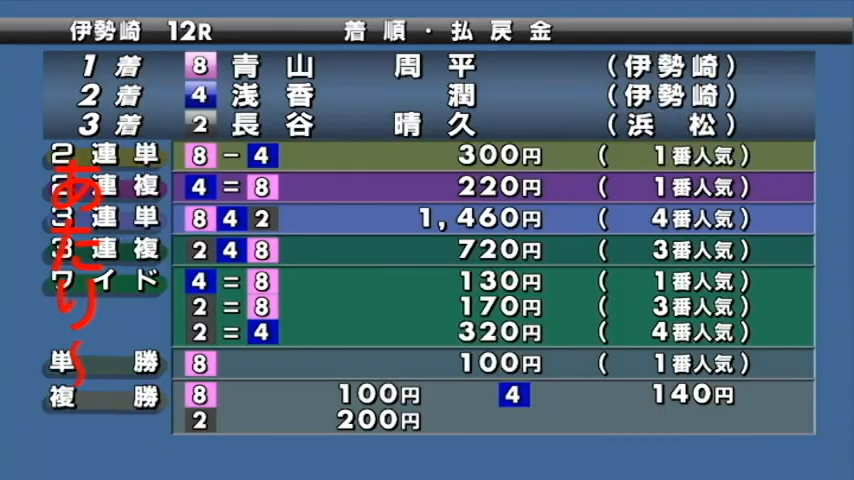 伊勢崎 12R 着順・払戻金
1着 8 青山 周平 (伊勢崎)
2着 4 浅香 潤 (伊勢崎)
3着 2 長谷 晴久 (浜松)
2連単 8-4 300円 ( 1番人気)
2連複 4=8 220円 ( 1番人気)
3連単 8 4 2 1,460円 ( 4番人気)
3連複 2 4 8 720円 ( 3番人気)
ワイド 4=8 130円 ( 1番人気)
2=8 170円 ( 3番人気)
2=4 320円 ( 4番人気)
単勝 8 100円 ( 1番人気)
複勝 8 100円 4 140円
2 200円
あたり〜